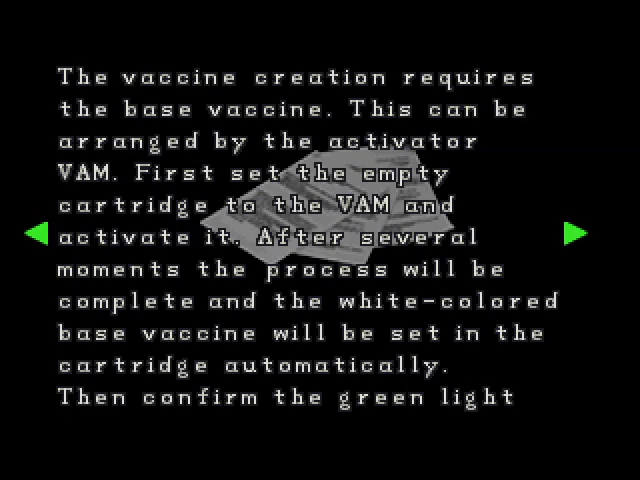 The vaccine creation requires
the base vaccine. This can be
arranged by the activator
VAM. First set the empty
cartridge to the VAM and
activate it. After several
moments the process will be
complete and the white-colored
base vaccine will be set in the
cartridge automatically.
Then confirm the green light